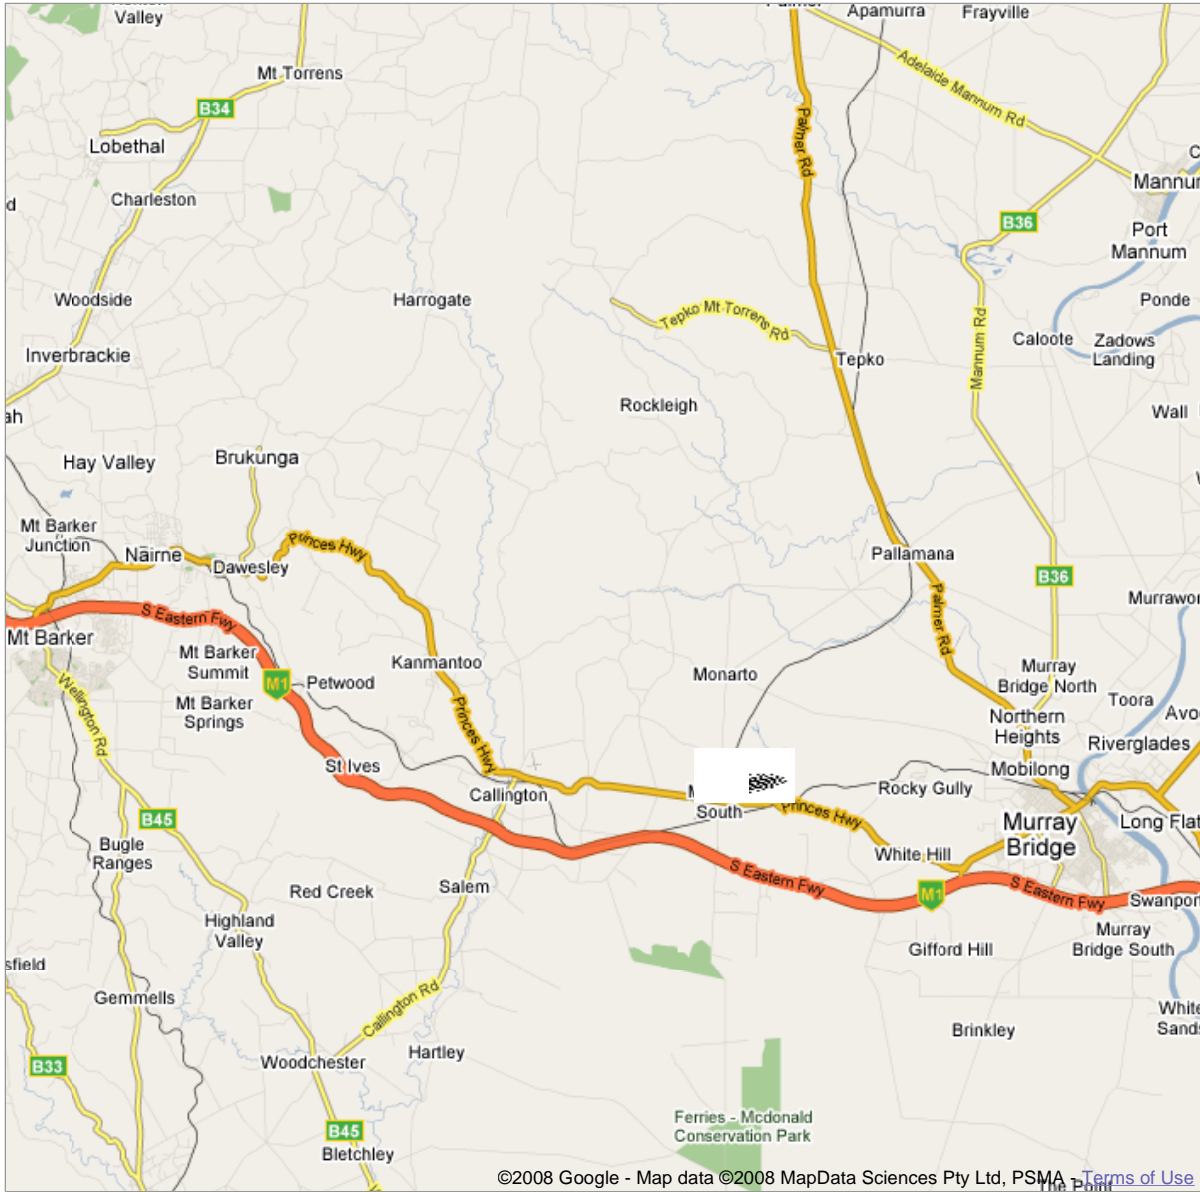 Valley
Apamurra
Frayville
Mt Torrens
Adelaide Mannum Rd
B34
Palmer Rd
Lobethal
Charleston
Port
Mannum
B36
Woodside
Harrogate
Ponde
Tepko Mt Torrens Rd
Mannum Rd
Caloote
Zadows
Landing
Inverbrackie
Tepko
Rockleigh
Wall
Hay Valley
Brukunga
Mt Barker
Junction
Nairne
Princes Hwy
Dawesley
Pallamana
B36
Palmer Rd
S Eastern Fwy
Mt Barker
Mt Barker
Summit
Kanmantoo
Monarto
Murray
Bridge North
M1
Petwood
Wellington Rd
Mt Barker
Springs
Princes Hwy
Toora
Northern
Heights
Riverglades
St Ives
Mobilong
Callington
Rocky Gully
South
Princes Hwy
B45
Murray
Bridge
Long Flat
Bugle
Ranges
White Hill
S Eastern Fwy
Red Creek
Salem
M1
S Eastern Fwy
Highland
Valley
Murray
Bridge South
Gifford Hill
sfield
Gemmells
Callington Rd
White
Sands
Brinkley
Hartley
Woodchester
B33
Ferries - Mcdonald
Conservation Park
B45
Bletchley
©2008 Google - Map data ©2008 MapData Sciences Pty Ltd, PSMA - Terms of Use
The Point